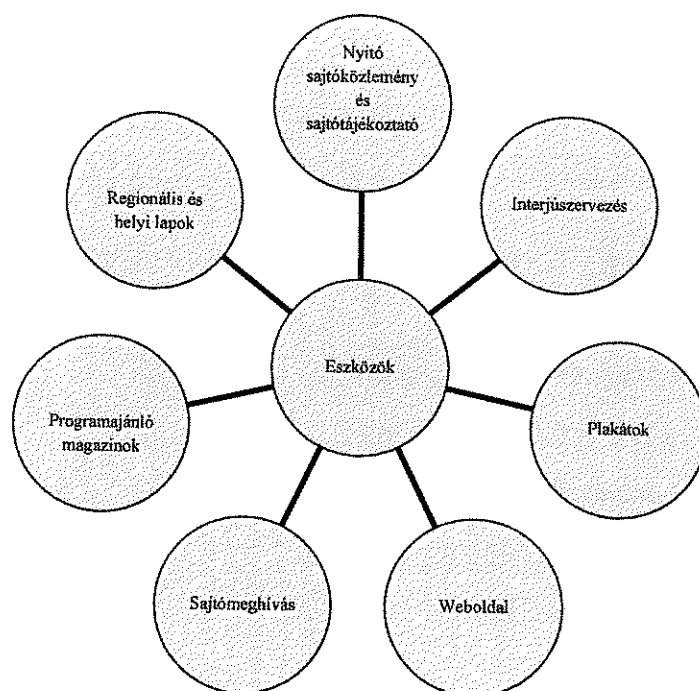 Nyitó
sajtóközlemény
és
sajtótájékoztató
Regionális és
helyi lapok
Interjúszervezés
Eszközök
Programajánló
magazinok
Plakátok
Sajtómeghívás
Weboldal